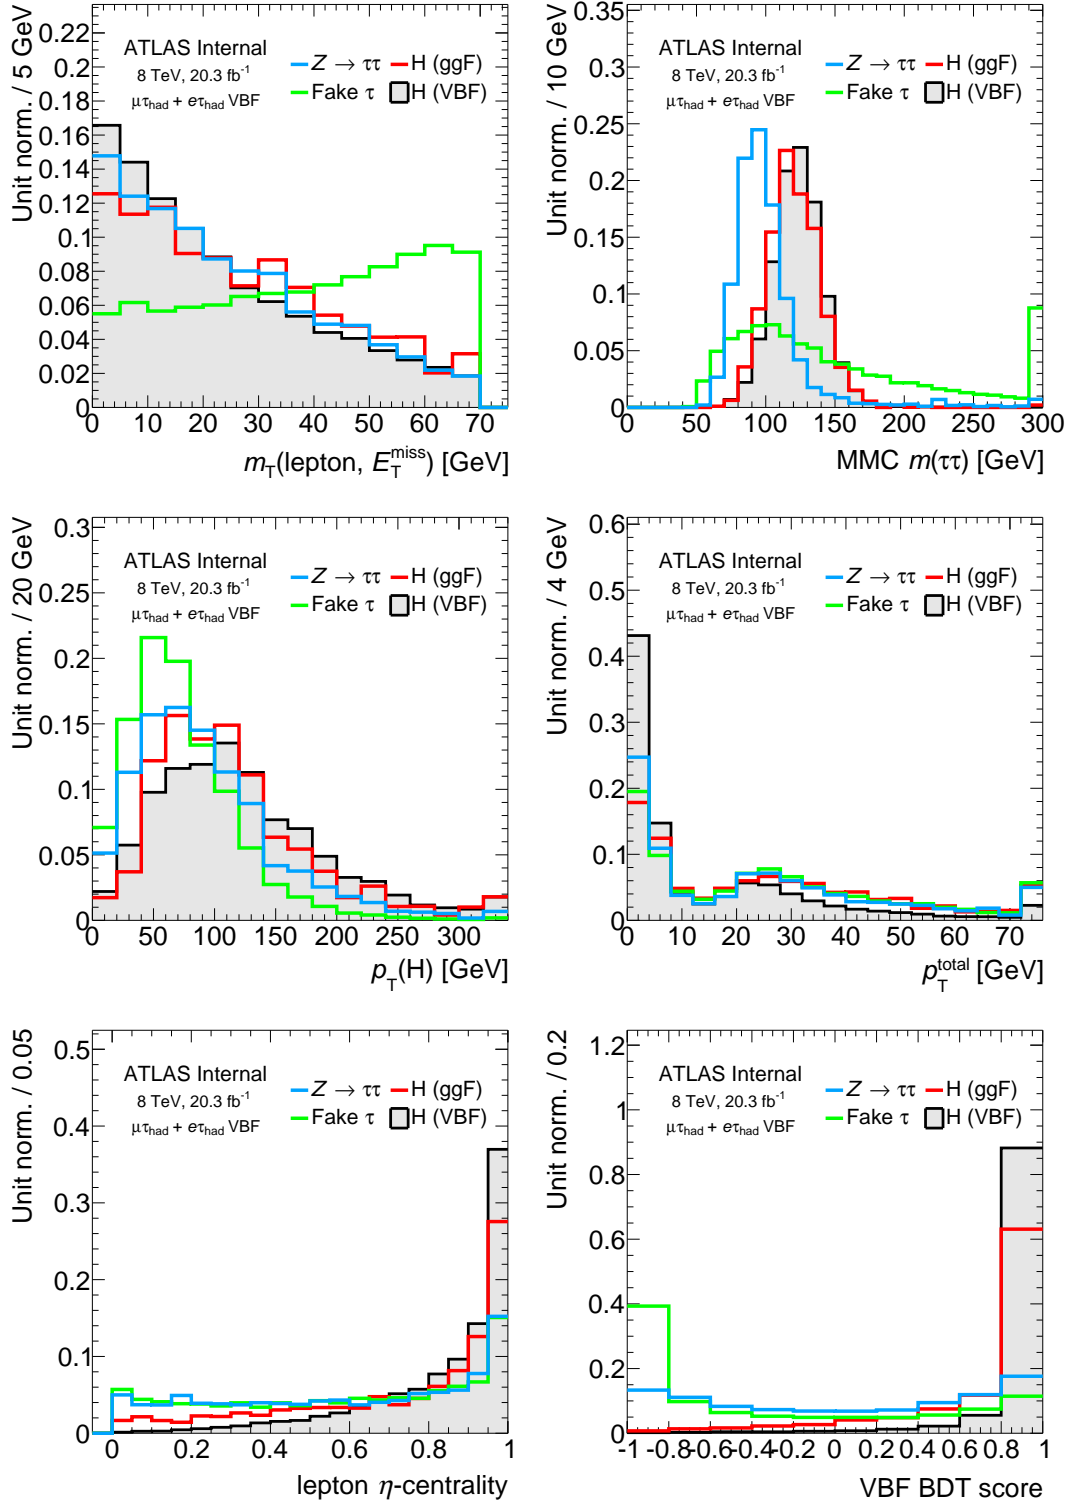 Unit norm. / 5 GeV
0.22
0.2
0.18
0.16
0.14
0.12
0.1
0.08
0.06
0.04
0.02
0
ATLAS Internal
8 TeV, 20.3 fb⁻¹
μτhad + eτhad VBF
Z → ττ
H (ggF)
Fake τ
H (VBF)
0 10 20 30 40 50 60 70
mT(lepton, ETmiss) [GeV]
Unit norm. / 10 GeV
0.35
0.3
0.25
0.2
0.15
0.1
0.05
0
ATLAS Internal
8 TeV, 20.3 fb⁻¹
μτhad + eτhad VBF
Z → ττ
H (ggF)
Fake τ
H (VBF)
0 50 100 150 200 250 300
MMC m(ττ) [GeV]
Unit norm. / 20 GeV
0.3
0.25
0.2
0.15
0.1
0.05
0
ATLAS Internal
8 TeV, 20.3 fb⁻¹
μτhad + eτhad VBF
Z → ττ
H (ggF)
Fake τ
H (VBF)
0 50 100 150 200 250 300
pT(H) [GeV]
Unit norm. / 4 GeV
0.6
0.5
0.4
0.3
0.2
0.1
0
ATLAS Internal
8 TeV, 20.3 fb⁻¹
μτhad + eτhad VBF
Z → ττ
H (ggF)
Fake τ
H (VBF)
0 10 20 30 40 50 60 70
pTtotal [GeV]
Unit norm. / 0.05
0.5
0.4
0.3
0.2
0.1
0
ATLAS Internal
8 TeV, 20.3 fb⁻¹
μτhad + eτhad VBF
Z → ττ
H (ggF)
Fake τ
H (VBF)
0 0.2 0.4 0.6 0.8 1
lepton η-centrality
Unit norm. / 0.2
1.2
1
0.8
0.6
0.4
0.2
0
ATLAS Internal
8 TeV, 20.3 fb⁻¹
μτhad + eτhad VBF
Z → ττ
H (ggF)
Fake τ
H (VBF)
-1 -0.8 -0.6 -0.4 -0.2 0 0.2 0.4 0.6 0.8 1
VBF BDT score